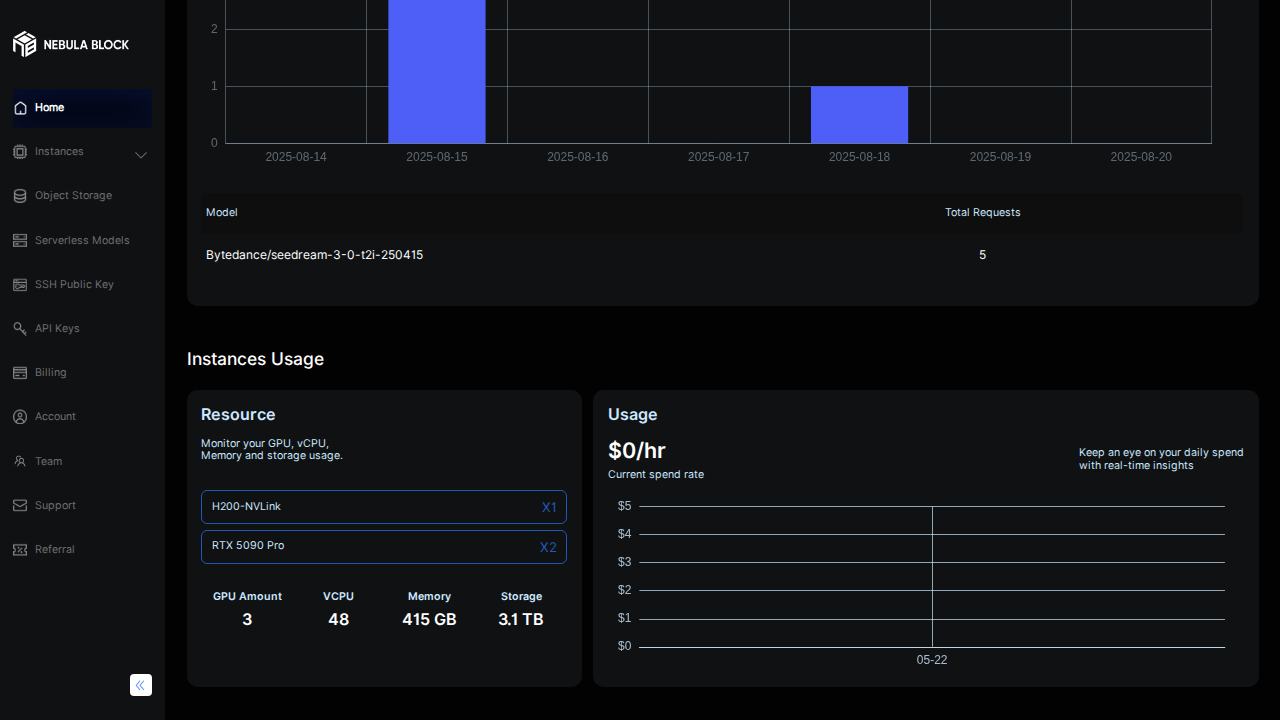 NEBULA BLOCK
Home
Instances
Object Storage
Serverless Models
SSH Public Key
API Keys
Billing
Account
Team
Support
Referral
2
1
0
2025-08-14 2025-08-15 2025-08-16 2025-08-17 2025-08-18 2025-08-19 2025-08-20
Model Total Requests
Bytedance/seedream-3-0-t2i-250415 5
Instances Usage
Resource
Monitor your GPU, vCPU,
Memory and storage usage.
H200-NVLink X1
RTX 5090 Pro X2
GPU Amount VCPU Memory Storage
3 48 415 GB 3.1 TB
Usage
$0/hr
Current spend rate
Keep an eye on your daily spend
with real-time insights
$5
$4
$3
$2
$1
$0
05-22